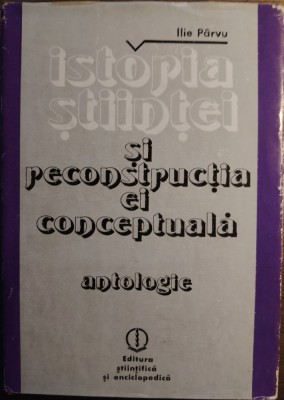 Ilie Pârvu
istoria
științei
și
reconstrucția
ei
conceptuală
antologie
Editura
științifică
și enciclopedică